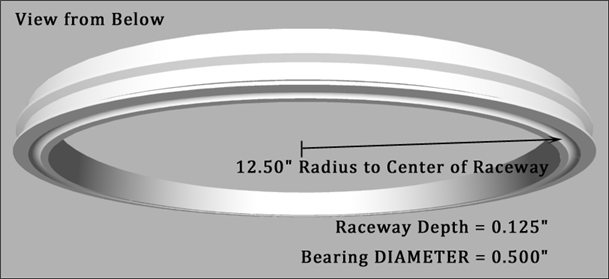 View from Below
12.50" Radius to Center of Raceway
Raceway Depth = 0.125"
Bearing DIAMETER = 0.500"